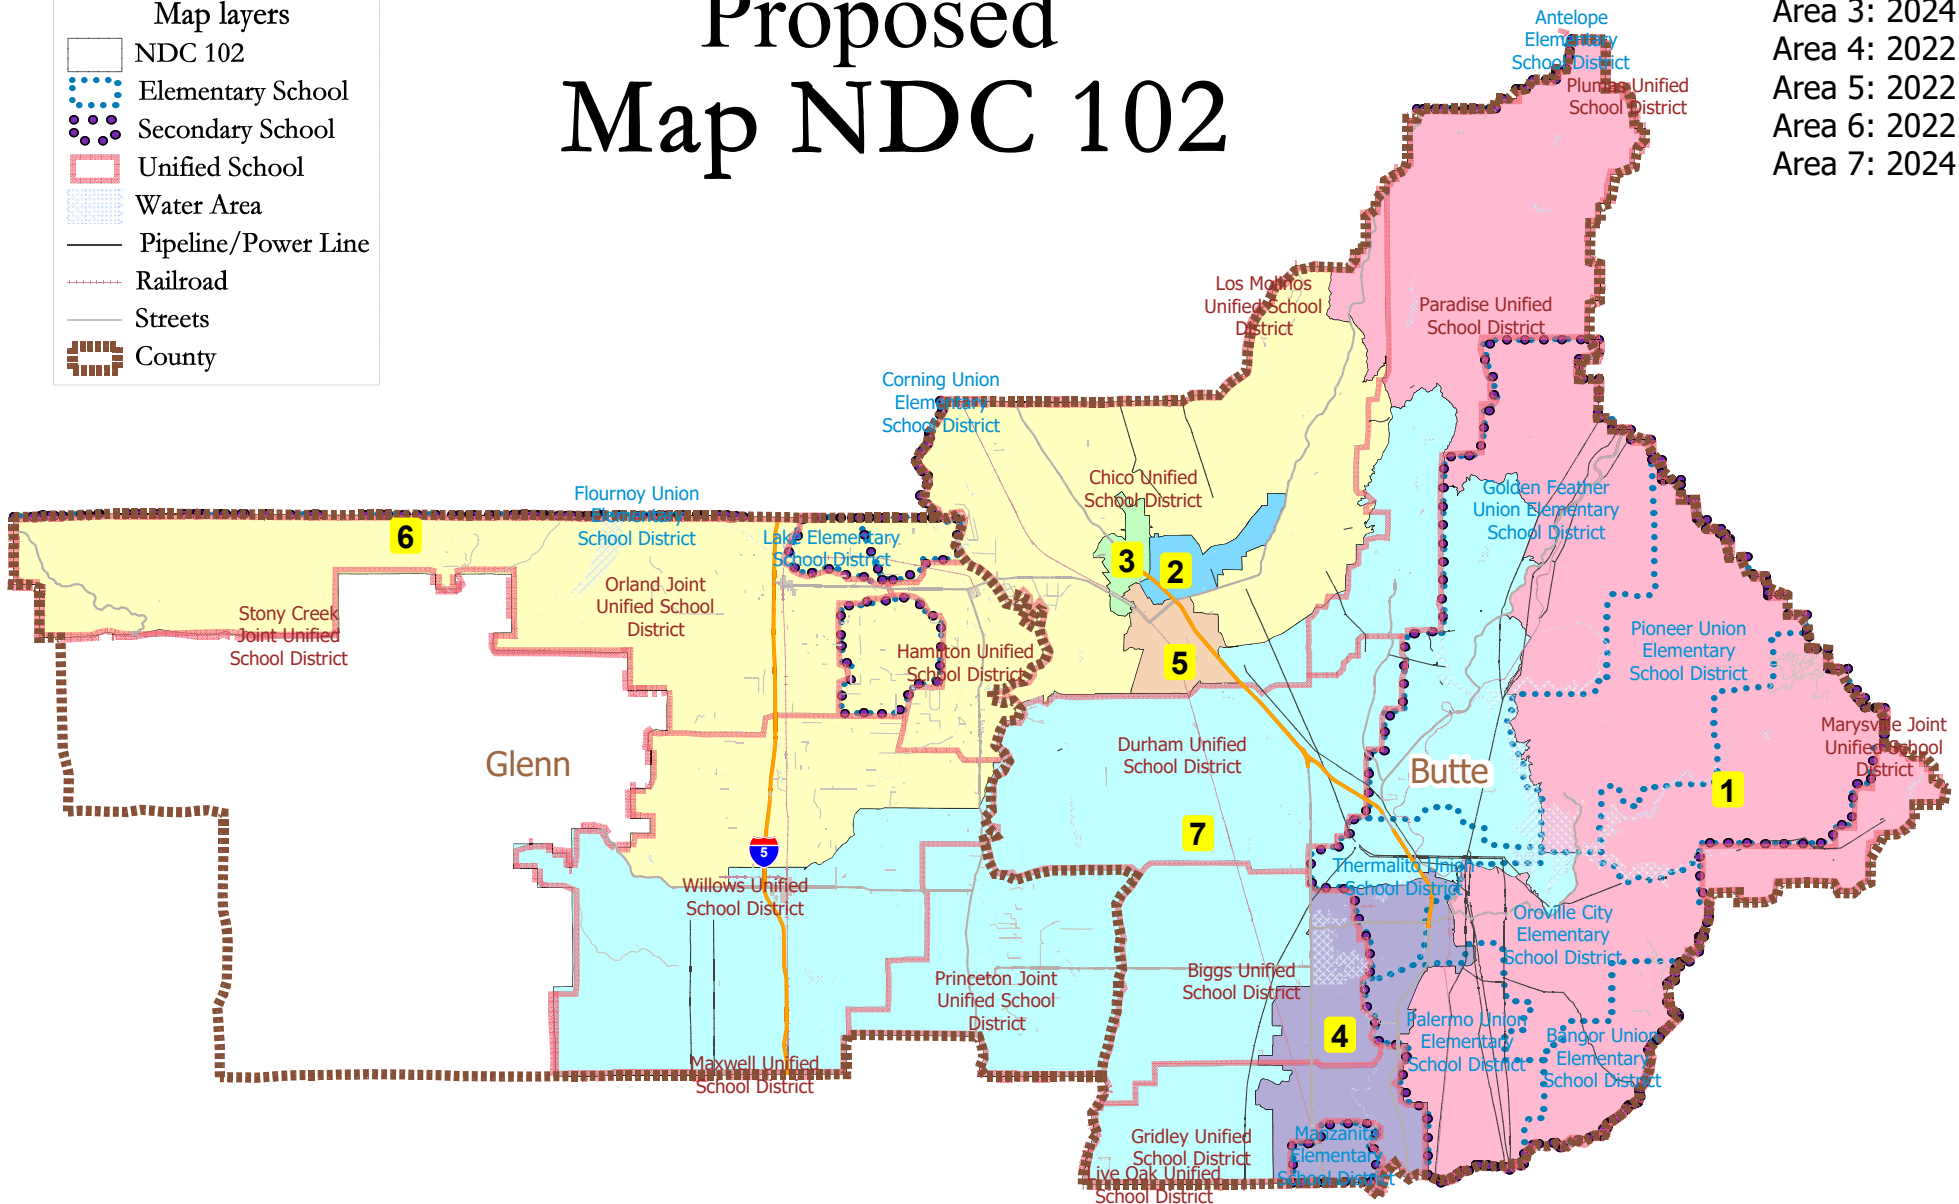 Map layers
NDC 102
Elementary School
Secondary School
Unified School
Water Area
Pipeline/Power Line
Railroad
Streets
County
Proposed
Map NDC 102
Area 3: 2024
Area 4: 2022
Area 5: 2022
Area 6: 2022
Area 7: 2024
Antelope
Elementary
School District
Plumas Unified
School District
Los Molinos
Unified School
District
Paradise Unified
School District
Corning Union
Elementary
School District
Chico Unified
School District
Golden Feather
Union Elementary
School District
Flournoy Union
Elementary
School District
6
Lake Elementary
School District
3
2
Orland Joint
Unified School
District
Stony Creek
Joint Unified
School District
Hamilton Unified
School District
5
Pioneer Union
Elementary
School District
Marysville Joint
Unified School
District
Durham Unified
School District
Glenn
Butte
1
7
5
Thermalito Union
School District
Willows Unified
School District
Oroville City
Elementary
School District
Princeton Joint
Unified School
District
Biggs Unified
School District
4
Palermo Union
Elementary
School District
Bangor Union
Elementary
School District
Maxwell Unified
School District
Gridley Unified
School District
Manzanita
Elementary
School District
Live Oak Unified
School District